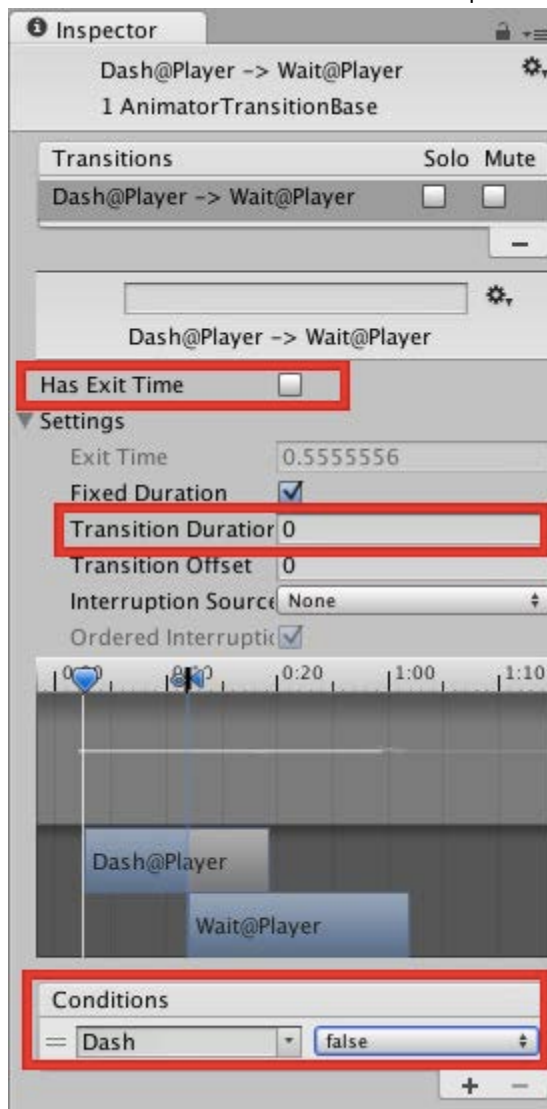 Inspector
Dash@Player -> Wait@Player
1 AnimatorTransitionBase
Transitions Solo Mute
Dash@Player -> Wait@Player
Dash@Player -> Wait@Player
Has Exit Time
Settings
Exit Time 0.5555556
Fixed Duration
Transition Duration 0
Transition Offset 0
Interruption Source None
Ordered Interrupti
0:20 1:00 1:10
Dash@Player
Wait@Player
Conditions
= Dash false
+ −